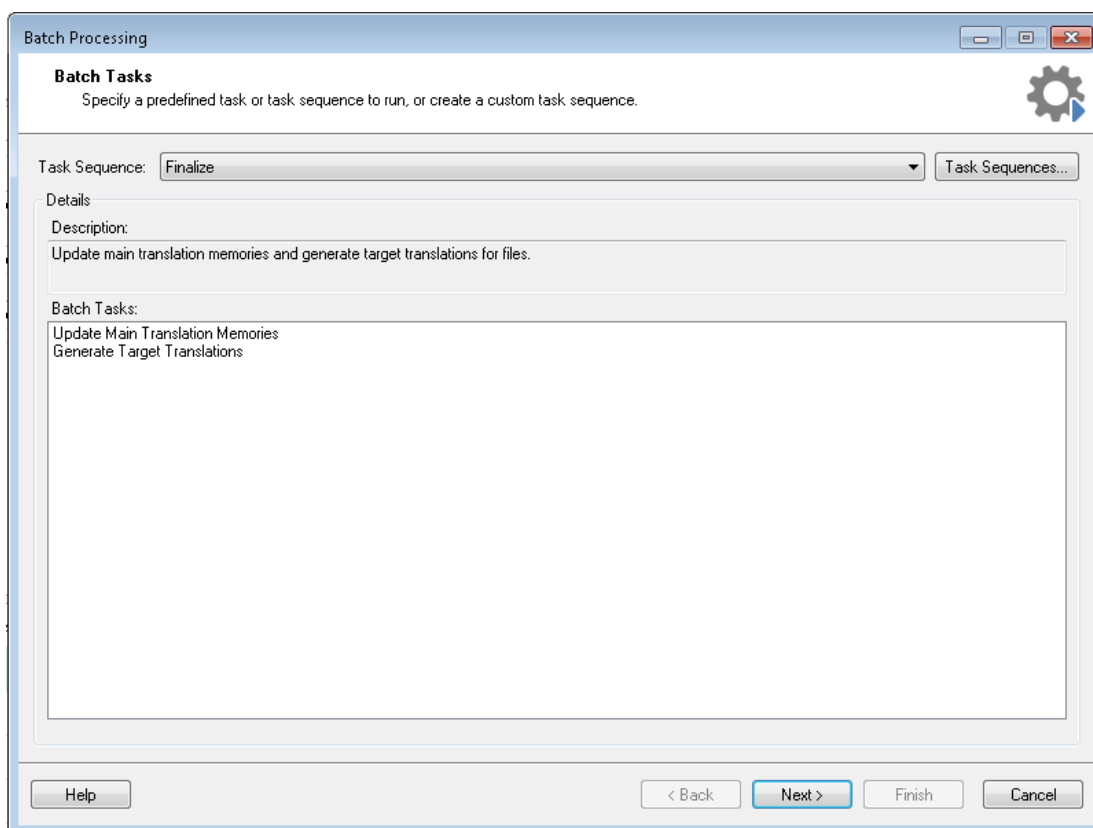 Batch Processing
Batch Tasks
Specify a predefined task or task sequence to run, or create a custom task sequence.
Task Sequence: Finalize Task Sequences...
Details
Description:
Update main translation memories and generate target translations for files.
Batch Tasks:
Update Main Translation Memories
Generate Target Translations
Help < Back Next > Finish Cancel